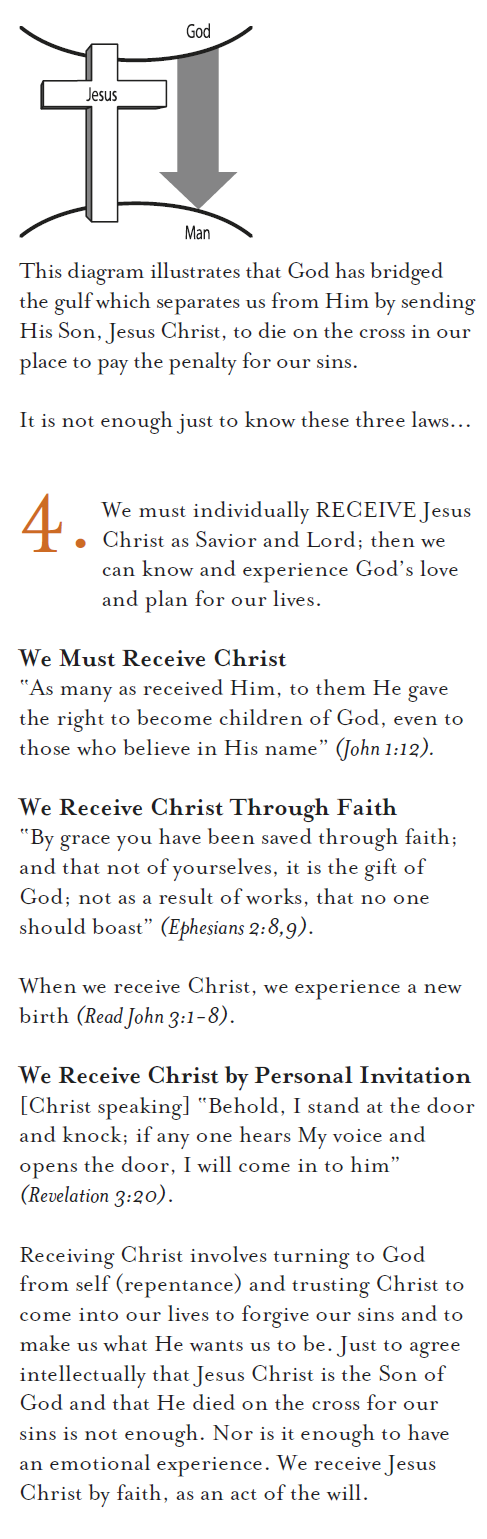 God
Jesus
Man
This diagram illustrates that God has bridged
the gulf which separates us from Him by sending
His Son, Jesus Christ, to die on the cross in our
place to pay the penalty for our sins.
It is not enough just to know these three laws...
4.
We must individually RECEIVE Jesus
Christ as Savior and Lord; then we
can know and experience God’s love
and plan for our lives.
We Must Receive Christ
"As many as received Him, to them He gave
the right to become children of God, even to
those who believe in His name” (John 1:12).
We Receive Christ Through Faith
"By grace you have been saved through faith;
and that not of yourselves, it is the gift of
God; not as a result of works, that no one
should boast” (Ephesians 2:8,9).
When we receive Christ, we experience a new
birth (Read John 3:1-8).
We Receive Christ by Personal Invitation
[Christ speaking] "Behold, I stand at the door
and knock; if any one hears My voice and
opens the door, I will come in to him”
(Revelation 3:20).
Receiving Christ involves turning to God
from self (repentance) and trusting Christ to
come into our lives to forgive our sins and to
make us what He wants us to be. Just to agree
intellectually that Jesus Christ is the Son of
God and that He died on the cross for our
sins is not enough. Nor is it enough to have
an emotional experience. We receive Jesus
Christ by faith, as an act of the will.